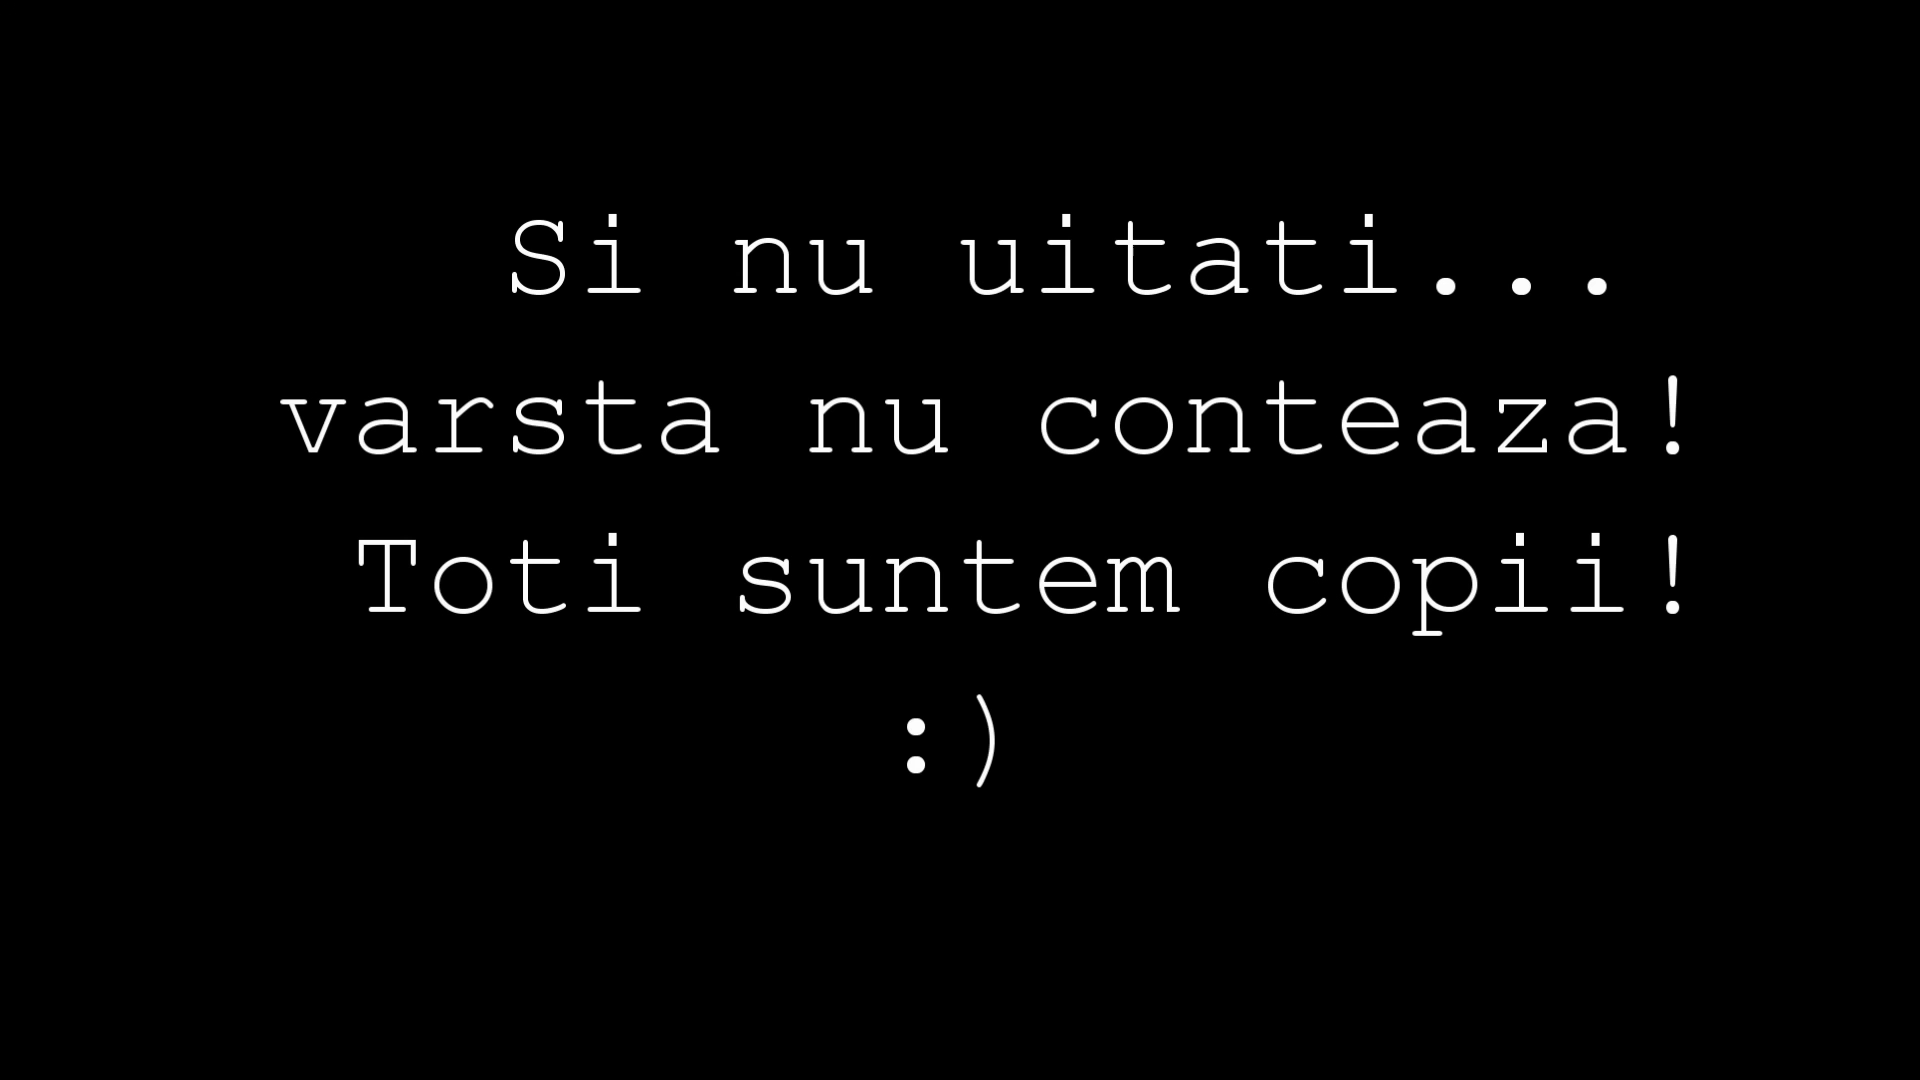 Si nu uitati...
varsta nu conteaza!
Toti suntem copii!
:)